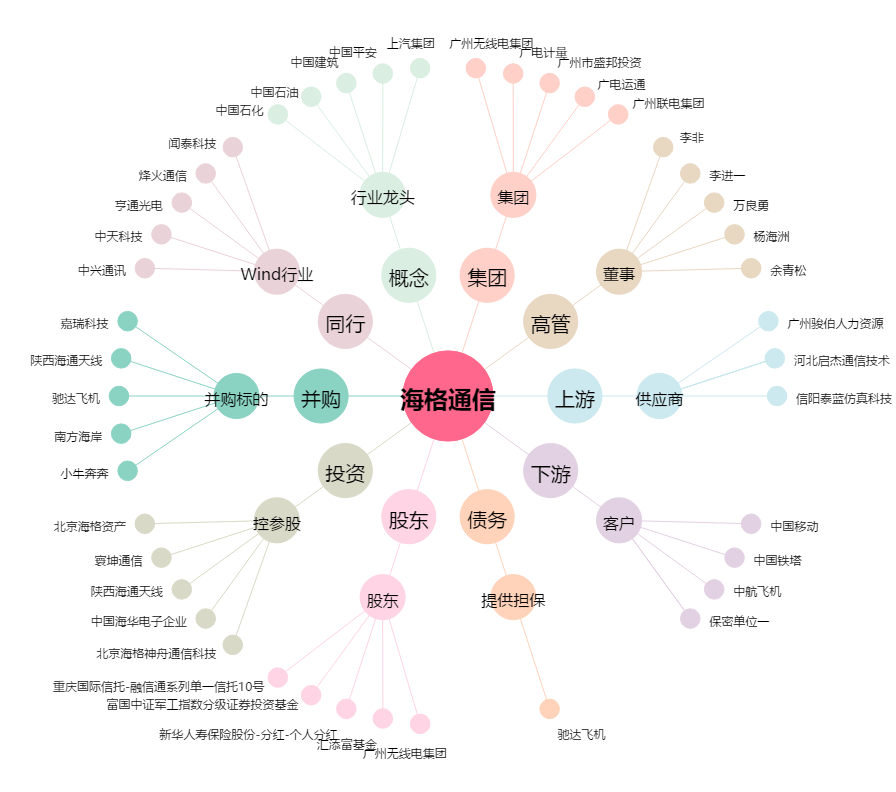 上汽集团
中国平安
中国建筑
中国石油
中国石化
行业龙头
概念
广州无线电集团
广电计量
广州市盛邦投资
广电运通
广州联电集团
集团
集团
闻泰科技
烽火通信
亨通光电
中天科技
中兴通讯
Wind行业
同行
李非
李进一
万良勇
杨海洲
余青松
董事
高管
嘉瑞科技
陕西海通天线
驰达飞机
南方海岸
小牛奔奔
并购标的
并购
海格通信
上游
供应商
广州骏伯人力资源
河北启杰通信技术
信阳泰蓝仿真科技
投资
控参股
北京海格资产
寰坤通信
陕西海通天线
中国海华电子企业
北京海格神舟通信科技
下游
客户
中国移动
中国铁塔
中航飞机
保密单位一
股东
股东
重庆国际信托-融信通系列单一信托10号
富国中证军工指数分级证券投资基金
新华人寿保险股份-分红-个人分红
汇添富基金
广州无线电集团
债务
提供担保
驰达飞机